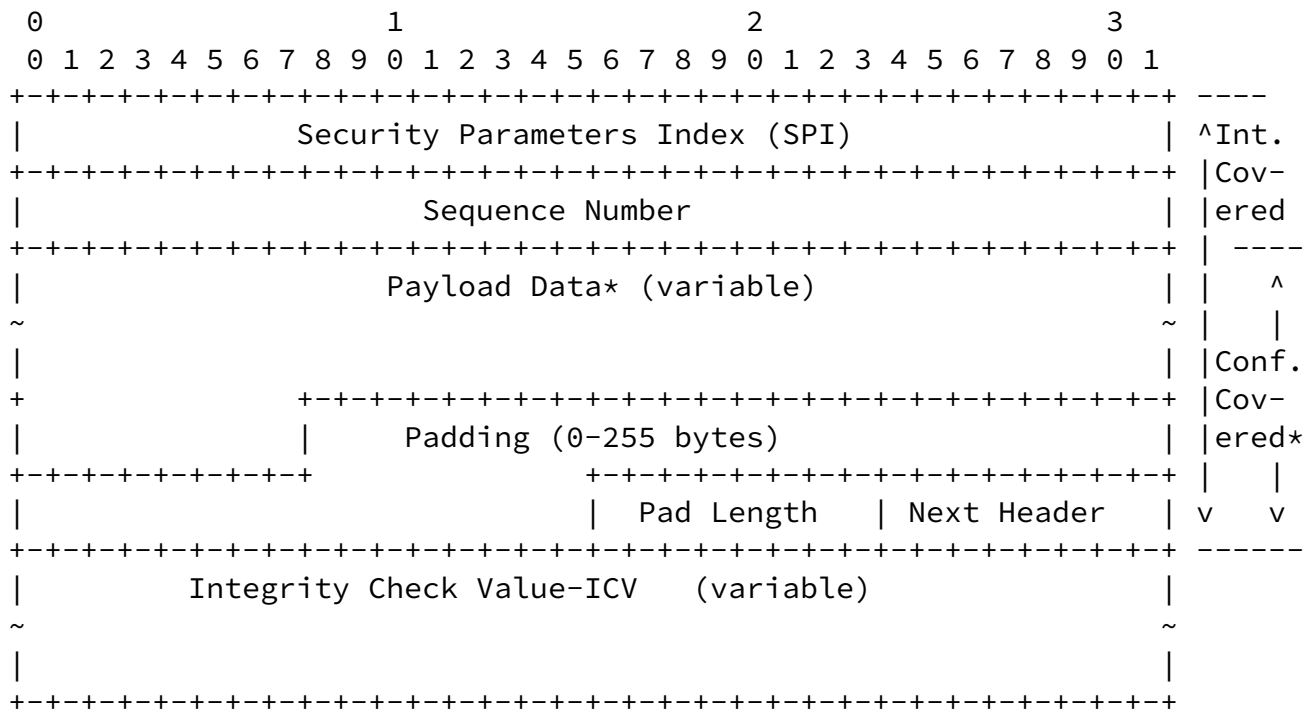 0                   1                   2                   3
 0 1 2 3 4 5 6 7 8 9 0 1 2 3 4 5 6 7 8 9 0 1 2 3 4 5 6 7 8 9 0 1
+-+-+-+-+-+-+-+-+-+-+-+-+-+-+-+-+-+-+-+-+-+-+-+-+-+-+-+-+-+-+-+-+ ----
|               Security Parameters Index (SPI)                 | ^Int.
+-+-+-+-+-+-+-+-+-+-+-+-+-+-+-+-+-+-+-+-+-+-+-+-+-+-+-+-+-+-+-+-+ |Cov-
|                      Sequence Number                          | |ered
+-+-+-+-+-+-+-+-+-+-+-+-+-+-+-+-+-+-+-+-+-+-+-+-+-+-+-+-+-+-+-+-+ | ----
|                    Payload Data* (variable)                   | |   ^
~                                                               ~ |   |
|                                                               | |Conf.
+               +-+-+-+-+-+-+-+-+-+-+-+-+-+-+-+-+-+-+-+-+-+-+-+-+ |Cov-
|               |     Padding (0-255 bytes)                     | |ered*
+-+-+-+-+-+-+-+-+               +-+-+-+-+-+-+-+-+-+-+-+-+-+-+-+-+ |   |
|                               |  Pad Length   | Next Header   | v   v
+-+-+-+-+-+-+-+-+-+-+-+-+-+-+-+-+-+-+-+-+-+-+-+-+-+-+-+-+-+-+-+-+ ------
|         Integrity Check Value-ICV   (variable)                |
~                                                               ~
|                                                               |
+-+-+-+-+-+-+-+-+-+-+-+-+-+-+-+-+-+-+-+-+-+-+-+-+-+-+-+-+-+-+-+-+